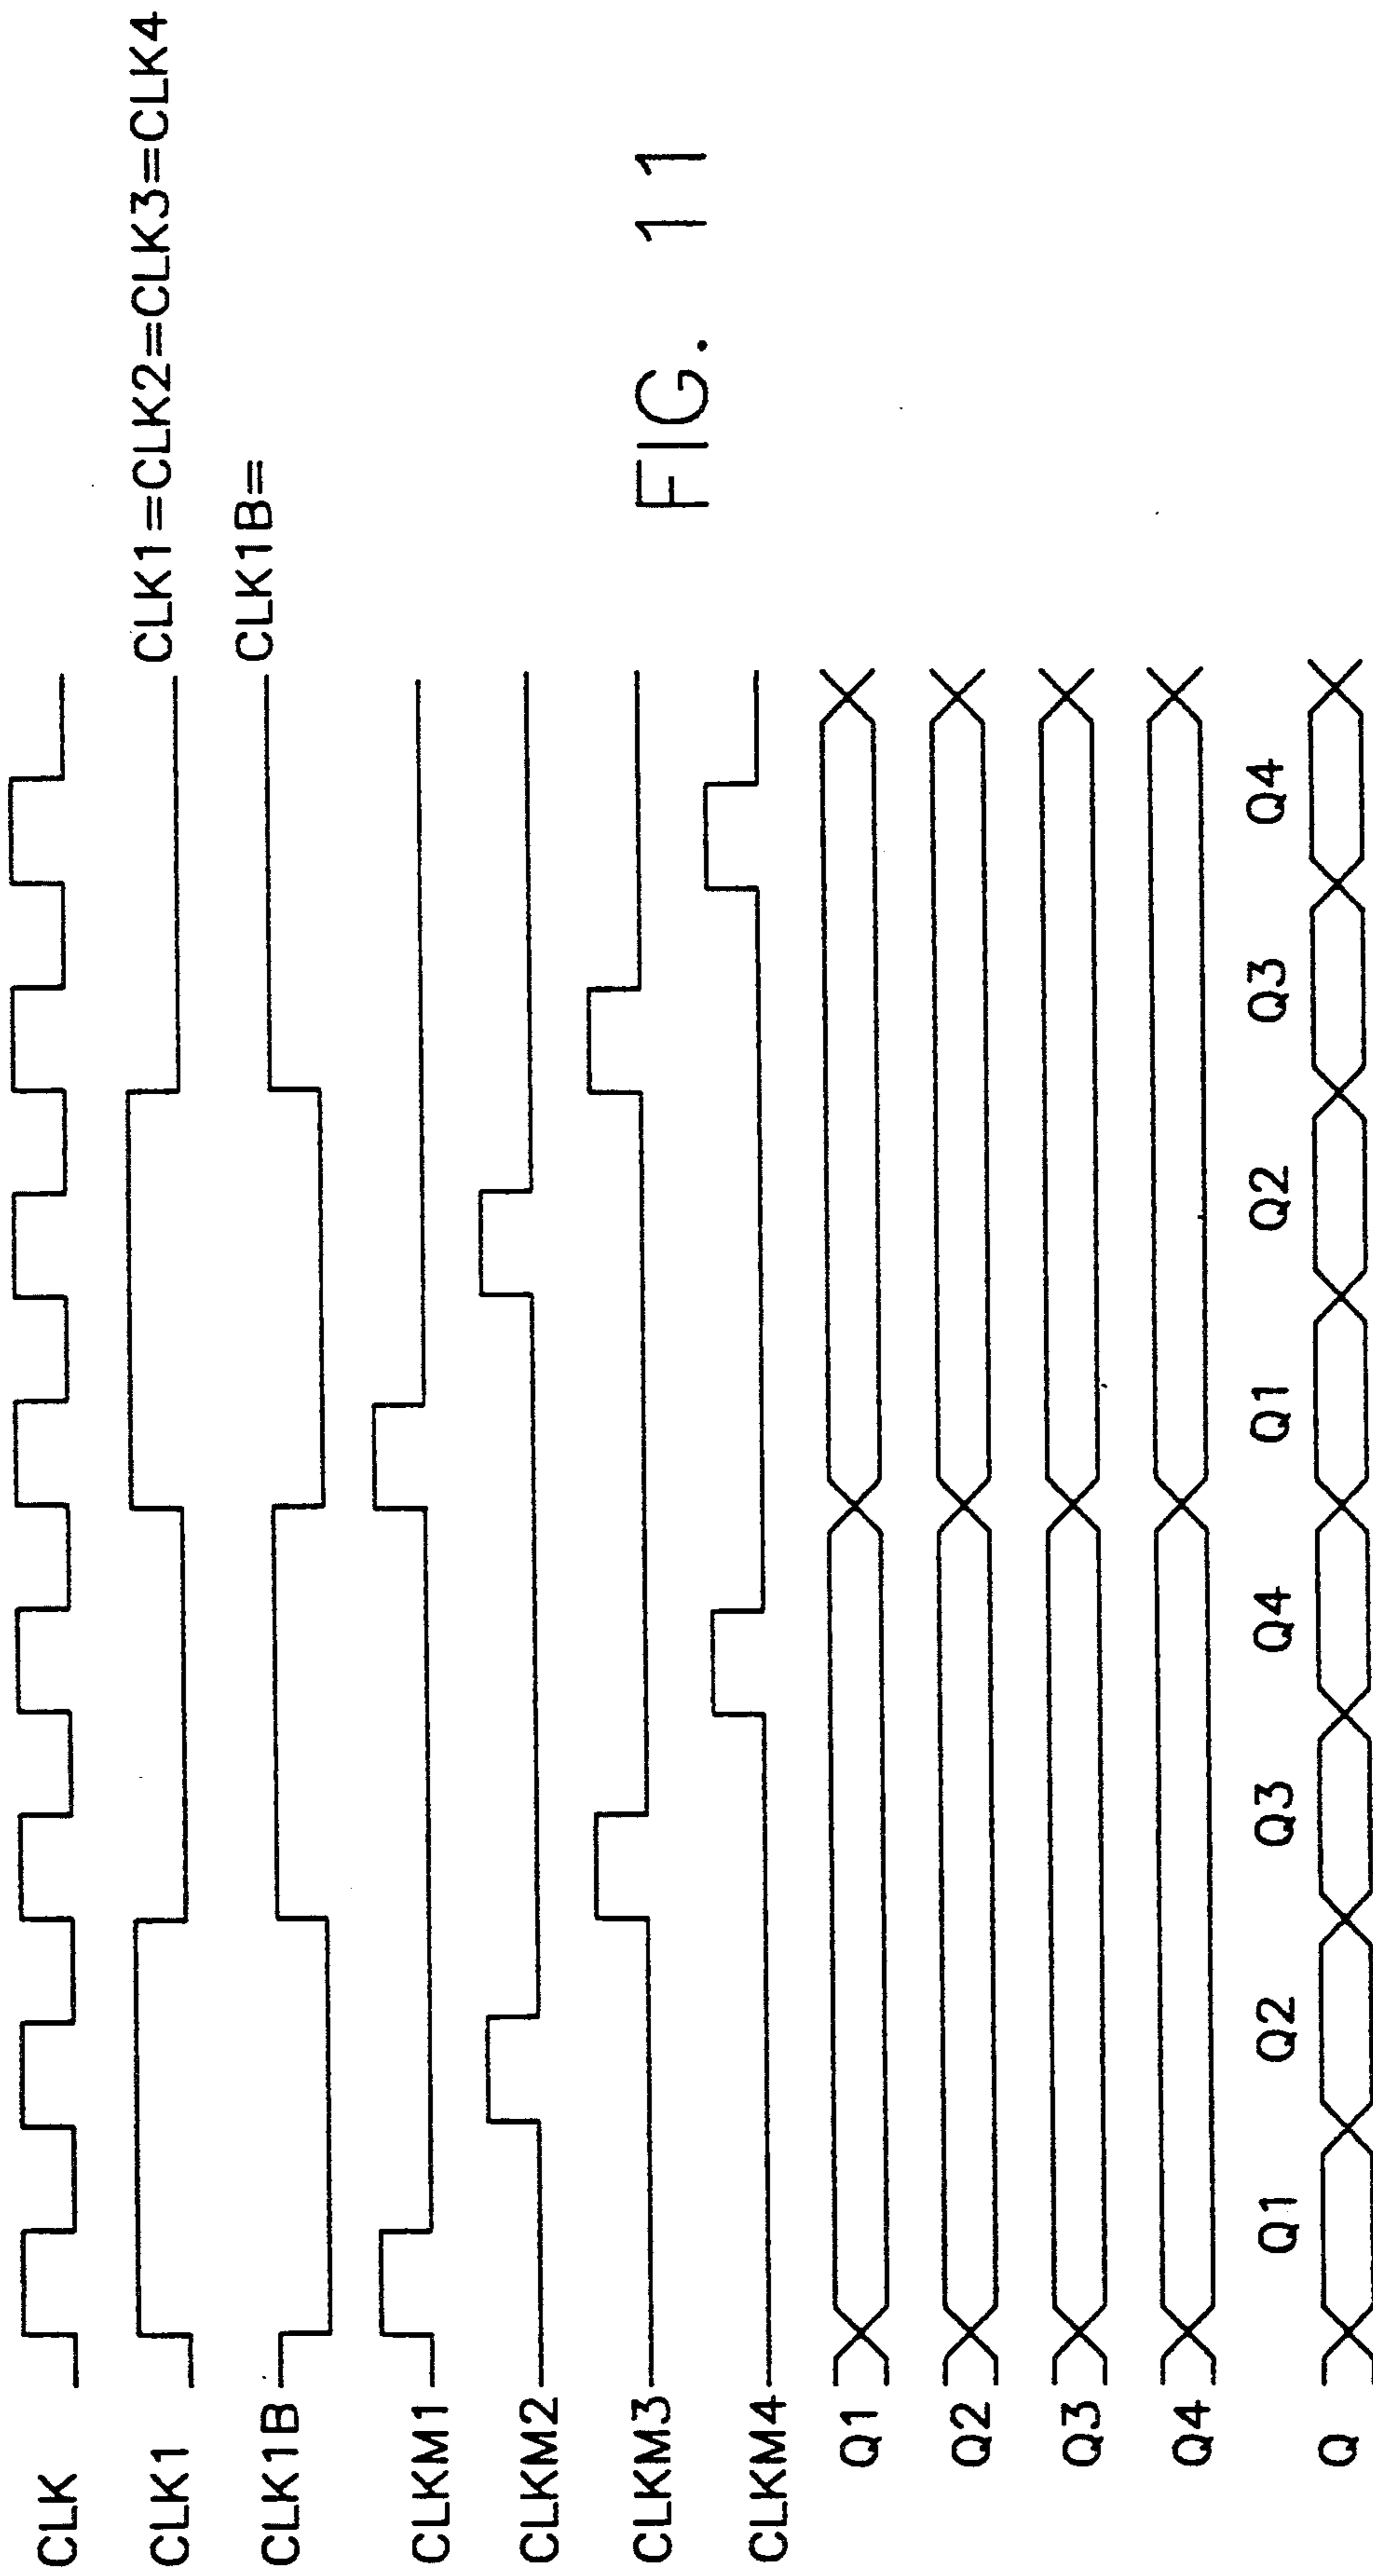 CLK
CLK1 CLK1=CLK2=CLK3=CLK4
CLK1B CLK1B=
CLKM1
CLKM2
CLKM3
CLKM4
Q1
Q2
Q3
Q4
Q1 Q2 Q3 Q4 Q1 Q2 Q3 Q4
Q
FIG. 11